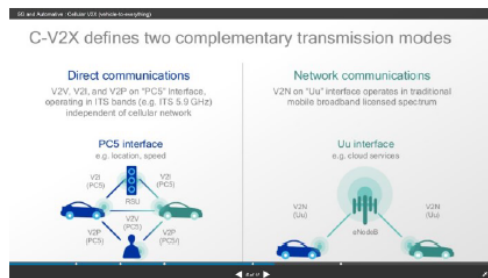 5G and Automotive : Cellular V2X (vehicle-to-everything)
C-V2X defines two complementary transmission modes
Direct communications
V2V, V2I, and V2P on "PC5" Interface,
operating in ITS bands (e.g. ITS 5.9 GHz)
independent of cellular network
PC5 interface
e.g. location, speed
V2I
(PC5)
V2I
(PC5)
RSU
V2V
(PC5)
V2P
(PC5)
V2P
(PC5)
Network communications
V2N on "Uu" interface operates in traditional
mobile broadband licensed spectrum
Uu interface
e.g. cloud services
V2N
(Uu)
V2N
(Uu)
eNodeB